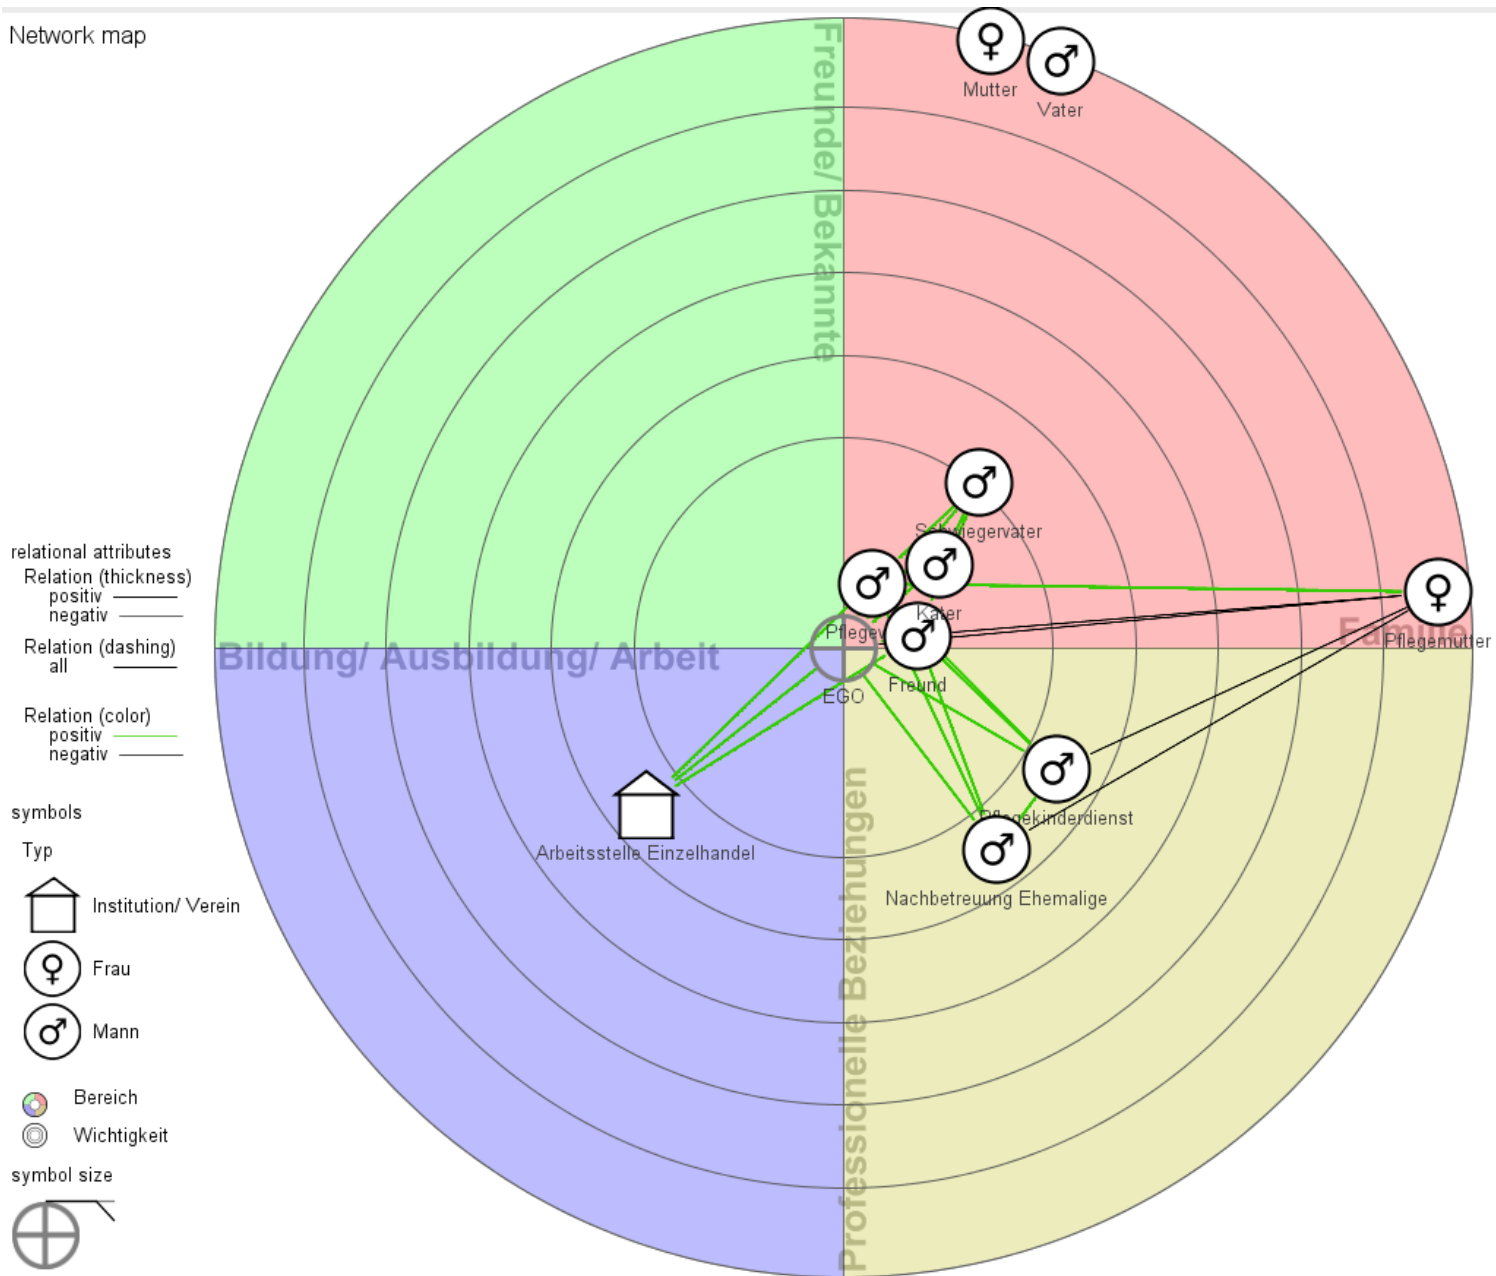 Network map
Freunde/ Bekannte
Mutter
Vater
Schwiegervater
Kater
Familie
Pflegemutter
Bildung/ Ausbildung/ Arbeit
Freund
EGO
Pflegekinderdienst
Arbeitsstelle Einzelhandel
Nachbetreuung Ehemalige
Professionelle Beziehungen
relational attributes
Relation (thickness)
positiv
negativ
Relation (dashing)
all
Relation (color)
positiv
negativ
symbols
Typ
Institution/ Verein
Frau
Mann
Bereich
Wichtigkeit
symbol size